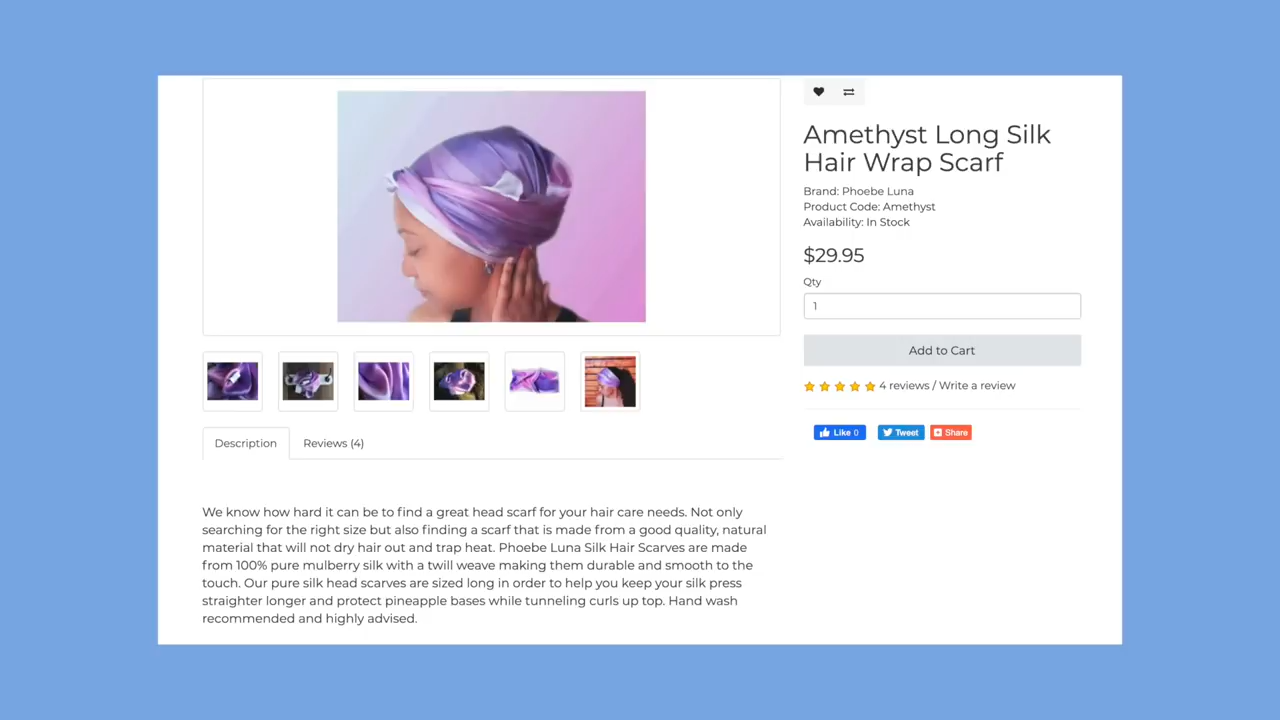 Amethyst Long Silk
Hair Wrap Scarf
Brand: Phoebe Luna
Product Code: Amethyst
Availability: In Stock
$29.95
Qty
1
Add to Cart
4 reviews / Write a review
Like 0
Tweet
Share
Description
Reviews (4)
We know how hard it can be to find a great head scarf for your hair care needs. Not only
searching for the right size but also finding a scarf that is made from a good quality, natural
material that will not dry hair out and trap heat. Phoebe Luna Silk Hair Scarves are made
from 100% pure mulberry silk with a twill weave making them durable and smooth to the
touch. Our pure silk head scarves are sized long in order to help you keep your silk press
straighter longer and protect pineapple bases while tunneling curls up top. Hand wash
recommended and highly advised.